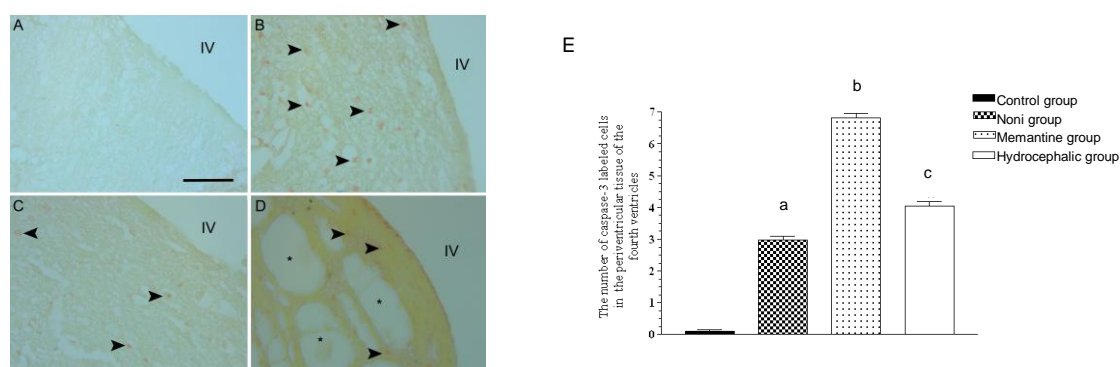 A
IV
B
IV
C
IV
D
IV
*
*
*
E
The number of caspase-3 labeled cells
in the periventricular tissue of the
fourth ventricles
7
6
5
4
3
2
1
0
a
b
c
Control group
Noni group
Memantine group
Hydrocephalic group